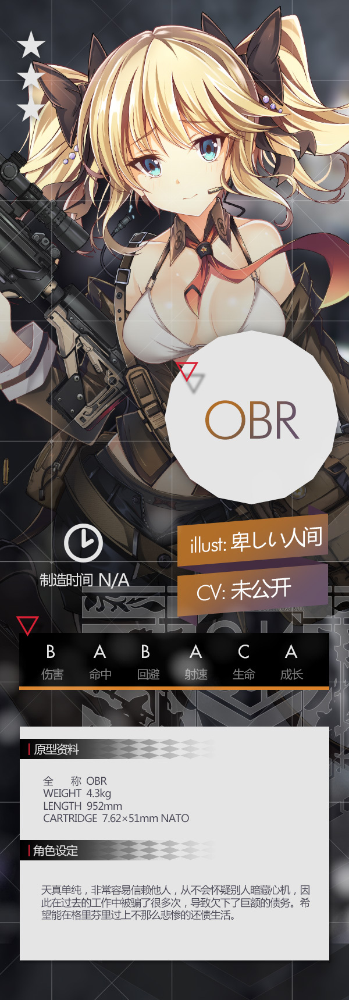 OBR
illust: 卑しい人间
CV: 未公开
制造时间 N/A
B A B A C A
伤害 命中 回避 射速 生命 成长
原型资料
全 称 OBR
WEIGHT 4.3kg
LENGTH 952mm
CARTRIDGE 7.62×51mm NATO
角色设定
天真单纯，非常容易信赖他人，从不会怀疑别人暗藏心机，因
此在过去的工作中被骗了很多次，导致欠下了巨额的债务。希
望能在格里芬里过上不那么悲惨的还债生活。